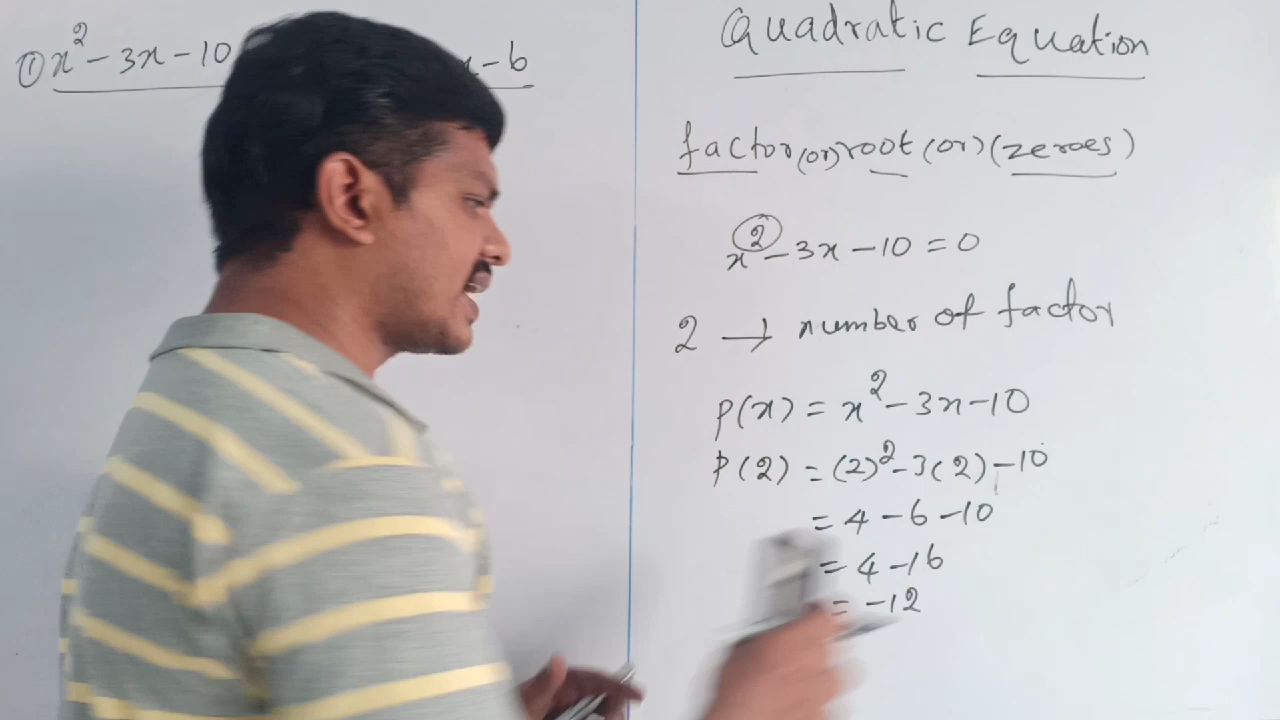 ① x² - 3x - 10
x - 6
Quadratic Equation
factor (or) root (or) (zeroes)
x² - 3x - 10 = 0
2 → number of factor
p(x) = x² - 3x - 10
p(2) = (2)² - 3(2) - 10
= 4 - 6 - 10
= 4 - 16
= -12